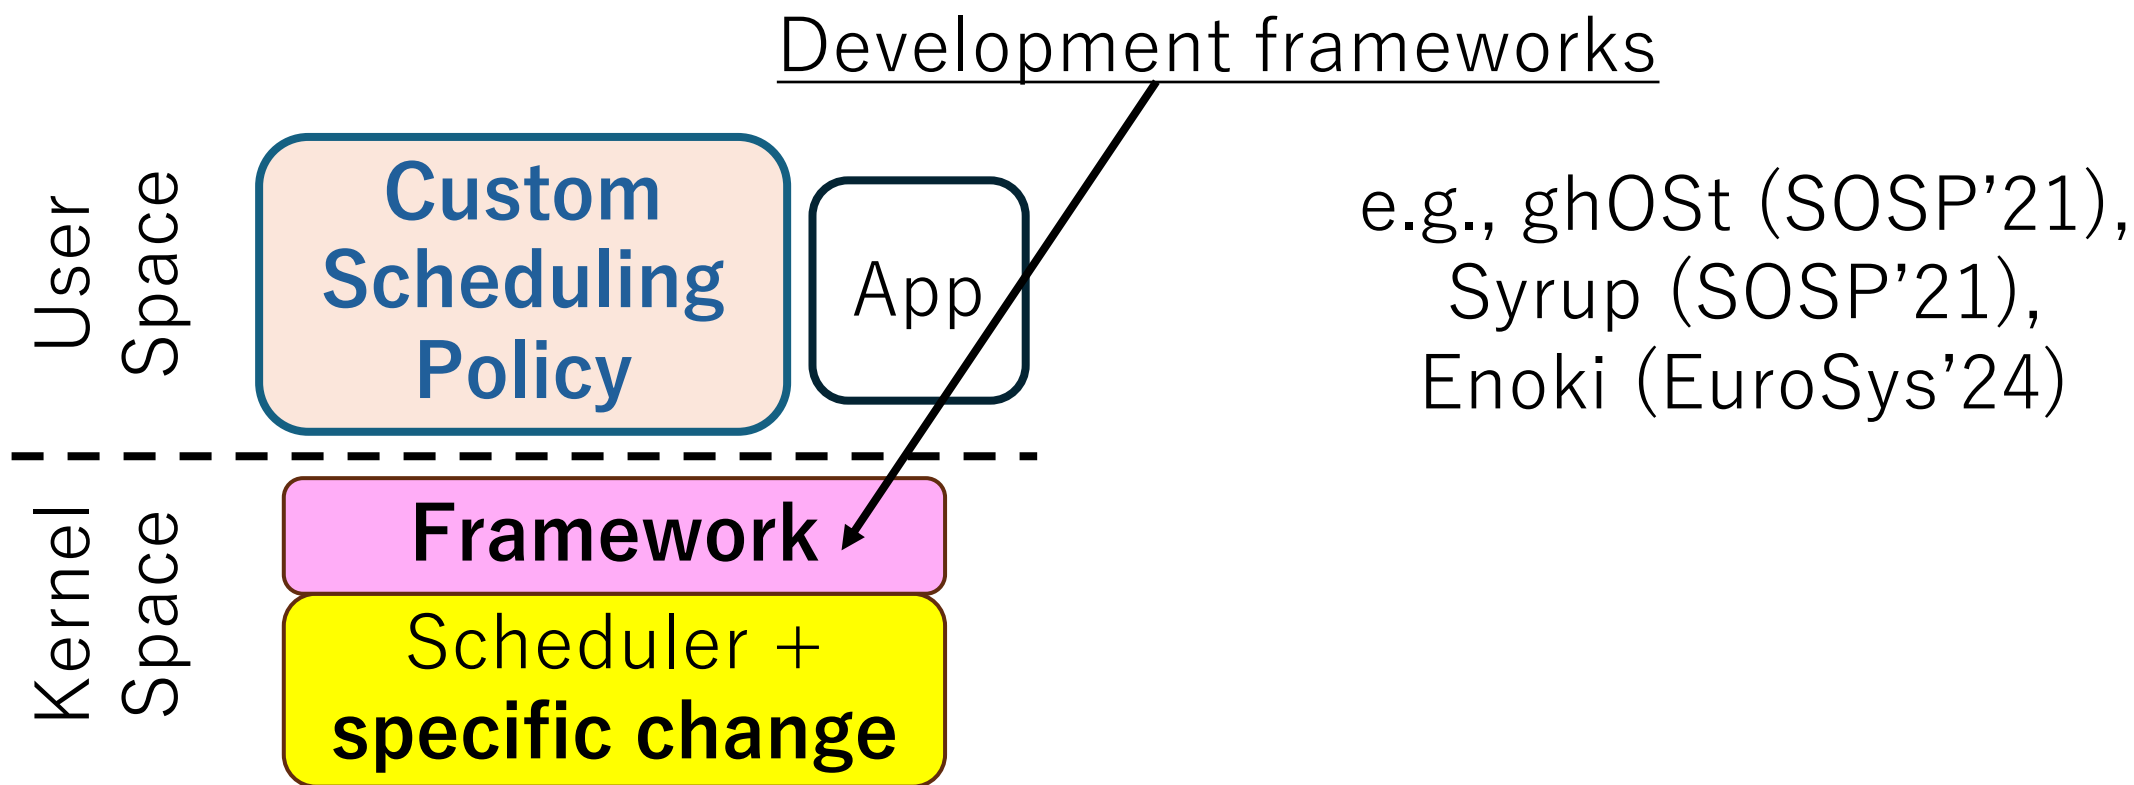 Development frameworks
User
Space
Custom
Scheduling
Policy
App
e.g., ghOSt (SOSP’21),
Syrup (SOSP’21),
Enoki (EuroSys’24)
Kernel
Space
Framework
Scheduler +
specific change